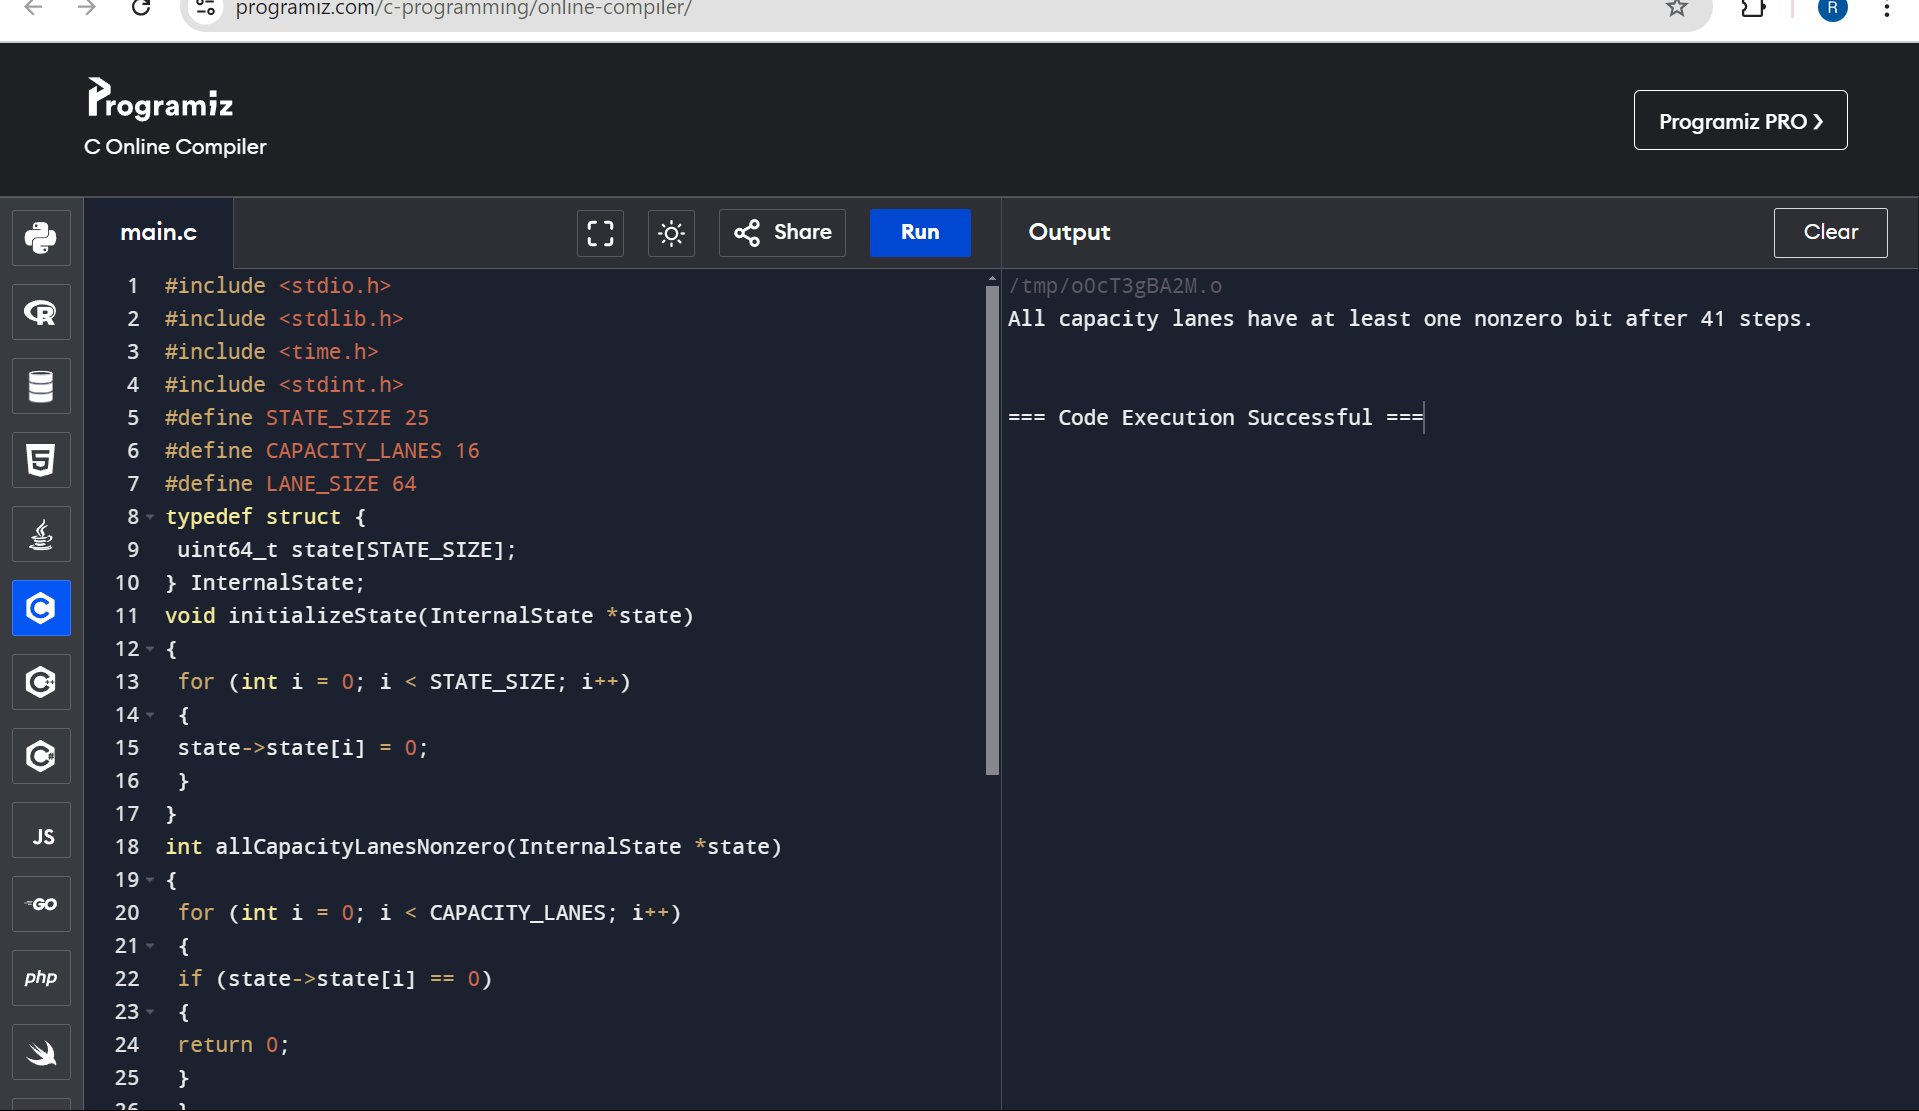 programiz.com/c-programming/online-compiler/
R
Programiz
C Online Compiler
Programiz PRO ❯
main.c
Share
Run
Output
Clear
1 #include <stdio.h>
2 #include <stdlib.h>
3 #include <time.h>
4 #include <stdint.h>
5 #define STATE_SIZE 25
6 #define CAPACITY_LANES 16
7 #define LANE_SIZE 64
8 typedef struct {
9 uint64_t state[STATE_SIZE];
10 } InternalState;
11 void initializeState(InternalState *state)
12 {
13 for (int i = 0; i < STATE_SIZE; i++)
14 {
15 state->state[i] = 0;
16 }
17 }
18 int allCapacityLanesNonzero(InternalState *state)
19 {
20 for (int i = 0; i < CAPACITY_LANES; i++)
21 {
22 if (state->state[i] == 0)
23 {
24 return 0;
25 }
26 }
/tmp/o0cT3gBA2M.o
All capacity lanes have at least one nonzero bit after 41 steps.
=== Code Execution Successful ===
R
5
C
C++
C#
JS
GO
php